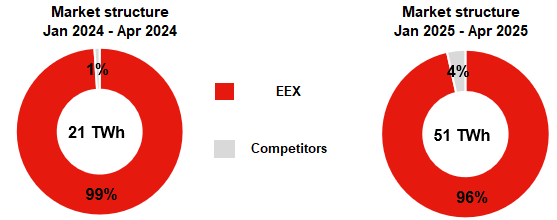 Market structure
Jan 2024 - Apr 2024
1%
21 TWh
99%
EEX
Competitors
Market structure
Jan 2025 - Apr 2025
4%
51 TWh
96%